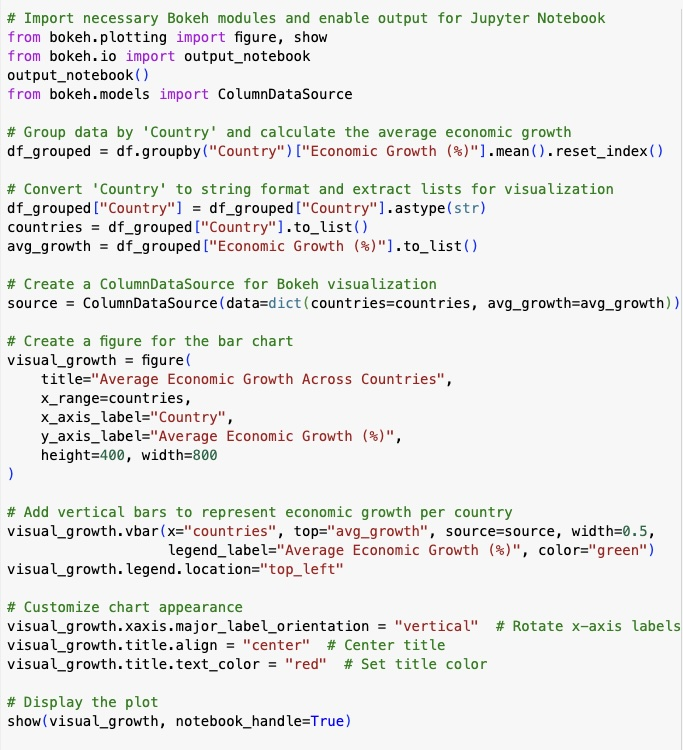 # Import necessary Bokeh modules and enable output for Jupyter Notebook
from bokeh.plotting import figure, show
from bokeh.io import output_notebook
output_notebook()
from bokeh.models import ColumnDataSource

# Group data by 'Country' and calculate the average economic growth
df_grouped = df.groupby("Country")["Economic Growth (%)"].mean().reset_index()

# Convert 'Country' to string format and extract lists for visualization
df_grouped["Country"] = df_grouped["Country"].astype(str)
countries = df_grouped["Country"].to_list()
avg_growth = df_grouped["Economic Growth (%)"].to_list()

# Create a ColumnDataSource for Bokeh visualization
source = ColumnDataSource(data=dict(countries=countries, avg_growth=avg_growth))

# Create a figure for the bar chart
visual_growth = figure(
    title="Average Economic Growth Across Countries",
    x_range=countries,
    x_axis_label="Country",
    y_axis_label="Average Economic Growth (%)",
    height=400, width=800
)

# Add vertical bars to represent economic growth per country
visual_growth.vbar(x="countries", top="avg_growth", source=source, width=0.5,
                   legend_label="Average Economic Growth (%)", color="green")
visual_growth.legend.location="top_left"

# Customize chart appearance
visual_growth.xaxis.major_label_orientation = "vertical"  # Rotate x-axis labels
visual_growth.title.align = "center"  # Center title
visual_growth.title.text_color = "red"  # Set title color

# Display the plot
show(visual_growth, notebook_handle=True)